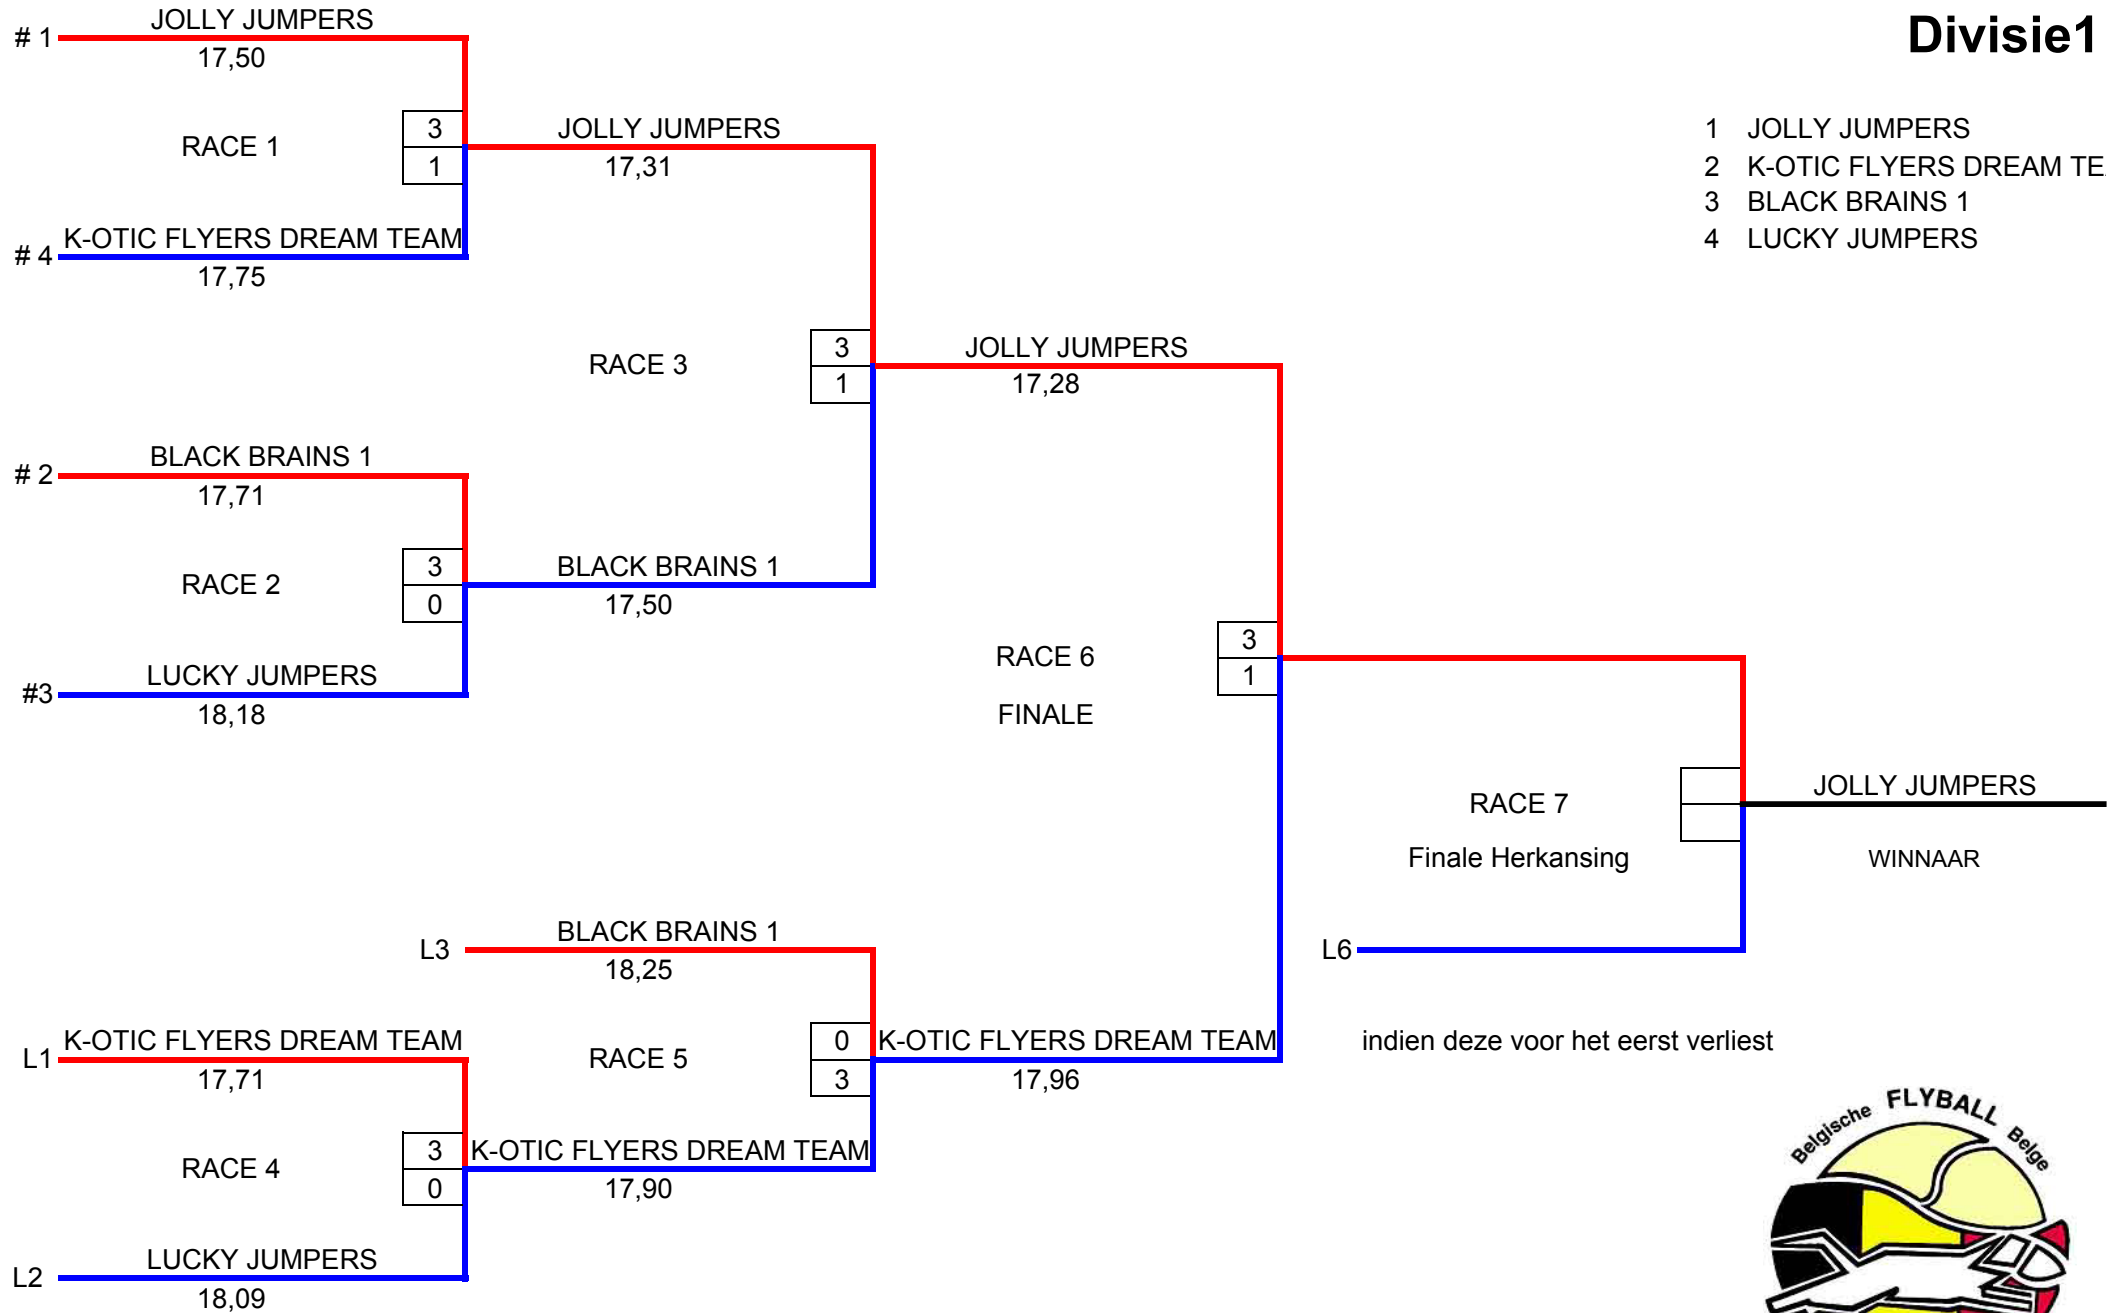 Divisie1
1 JOLLY JUMPERS
2 K-OTIC FLYERS DREAM
3 BLACK BRAINS 1
4 LUCKY JUMPERS
# 1
JOLLY JUMPERS
17,50
RACE 1
3
1
# 4
K-OTIC FLYERS DREAM TEAM
17,75
JOLLY JUMPERS
17,31
RACE 3
3
1
# 2
BLACK BRAINS 1
17,71
RACE 2
3
0
#3
LUCKY JUMPERS
18,18
BLACK BRAINS 1
17,50
JOLLY JUMPERS
17,28
RACE 6
FINALE
3
1
RACE 7
Finale Herkansing
JOLLY JUMPERS
WINNAAR
L6
indien deze voor het eerst verliest
L3
BLACK BRAINS 1
18,25
RACE 5
0
3
K-OTIC FLYERS DREAM TEAM
17,96
L1
K-OTIC FLYERS DREAM TEAM
17,71
RACE 4
3
0
K-OTIC FLYERS DREAM TEAM
17,90
L2
LUCKY JUMPERS
18,09
Belgische FLYBALL Belge